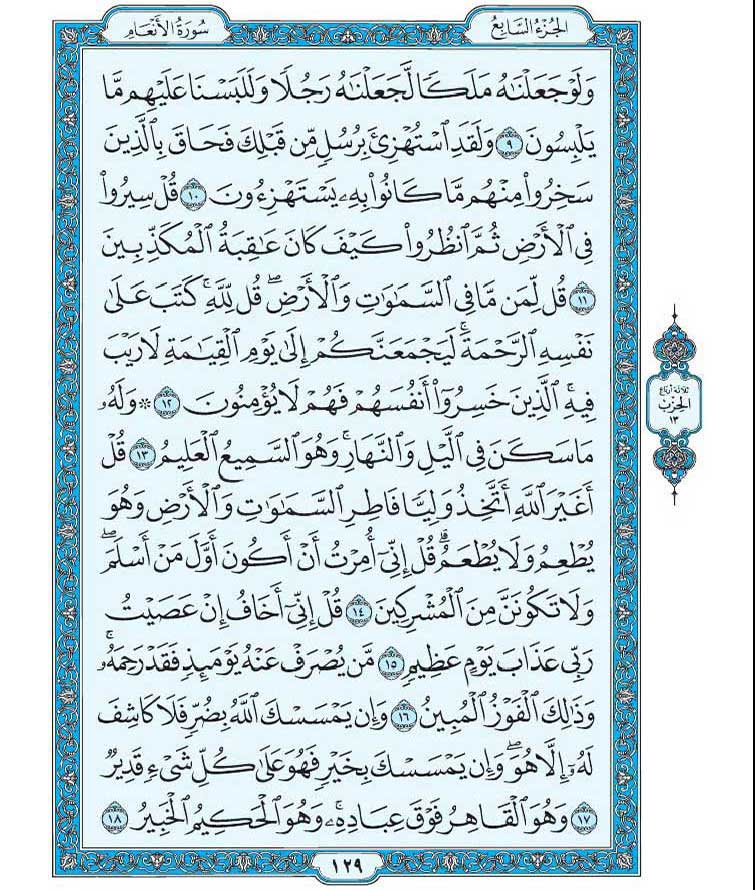 الجزء السابع
سورة الأنعام
وَلَوْ جَعَلْنَٰهُ مَلَكًا لَّجَعَلْنَٰهُ رَجُلًا وَلَلَبَسْنَا عَلَيْهِم مَّا
يَلْبِسُونَ ٩ وَلَقَدِ ٱسْتُهْزِئَ بِرُسُلٍ مِّن قَبْلِكَ فَحَاقَ بِٱلَّذِينَ
سَخِرُوا۟ مِنْهُم مَّا كَانُوا۟ بِهِۦ يَسْتَهْزِءُونَ ١٠ قُلْ سِيرُوا۟
فِى ٱلْأَرْضِ ثُمَّ ٱنظُرُوا۟ كَيْفَ كَانَ عَٰقِبَةُ ٱلْمُكَذِّبِينَ
١١ قُل لِّمَن مَّا فِى ٱلسَّمَٰوَٰتِ وَٱلْأَرْضِۖ قُل لِّلَّهِۚ كَتَبَ عَلَىٰ
نَفْسِهِ ٱلرَّحْمَةَۚ لَيَجْمَعَنَّكُمْ إِلَىٰ يَوْمِ ٱلْقِيَٰمَةِ لَا رَيْبَ
فِيهِۚ ٱلَّذِينَ خَسِرُوٓا۟ أَنفُسَهُمْ فَهُمْ لَا يُؤْمِنُونَ ١٢ ۞ وَلَهُۥ
مَا سَكَنَ فِى ٱلَّيْلِ وَٱلنَّهَارِۚ وَهُوَ ٱلسَّمِيعُ ٱلْعَلِيمُ ١٣ قُلْ
أَغَيْرَ ٱللَّهِ أَتَّخِذُ وَلِيًّا فَاطِرِ ٱلسَّمَٰوَٰتِ وَٱلْأَرْضِ وَهُوَ
يُطْعِمُ وَلَا يُطْعَمُۗ قُلْ إِنِّىٓ أُمِرْتُ أَنْ أَكُونَ أَوَّلَ مَنْ أَسْلَمَۖ
وَلَا تَكُونَنَّ مِنَ ٱلْمُشْرِكِينَ ١٤ قُلْ إِنِّىٓ أَخَافُ إِنْ عَصَيْتُ
رَبِّى عَذَابَ يَوْمٍ عَظِيمٍ ١٥ مَّن يُصْرَفْ عَنْهُ يَوْمَئِذٍ فَقَدْ رَحِمَهُۥۚ
وَذَٰلِكَ ٱلْفَوْزُ ٱلْمُبِينُ ١٦ وَإِن يَمْسَسْكَ ٱللَّهُ بِضُرٍّ فَلَا كَاشِفَ
لَهُۥٓ إِلَّا هُوَۖ وَإِن يَمْسَسْكَ بِخَيْرٍ فَهُوَ عَلَىٰ كُلِّ شَىْءٍ قَدِيرٌ
١٧ وَهُوَ ٱلْقَاهِرُ فَوْقَ عِبَادِهِۦۚ وَهُوَ ٱلْحَكِيمُ ٱلْخَبِيرُ ١٨
ثلاثة أرباع
الحزب
١٣
١٢٩